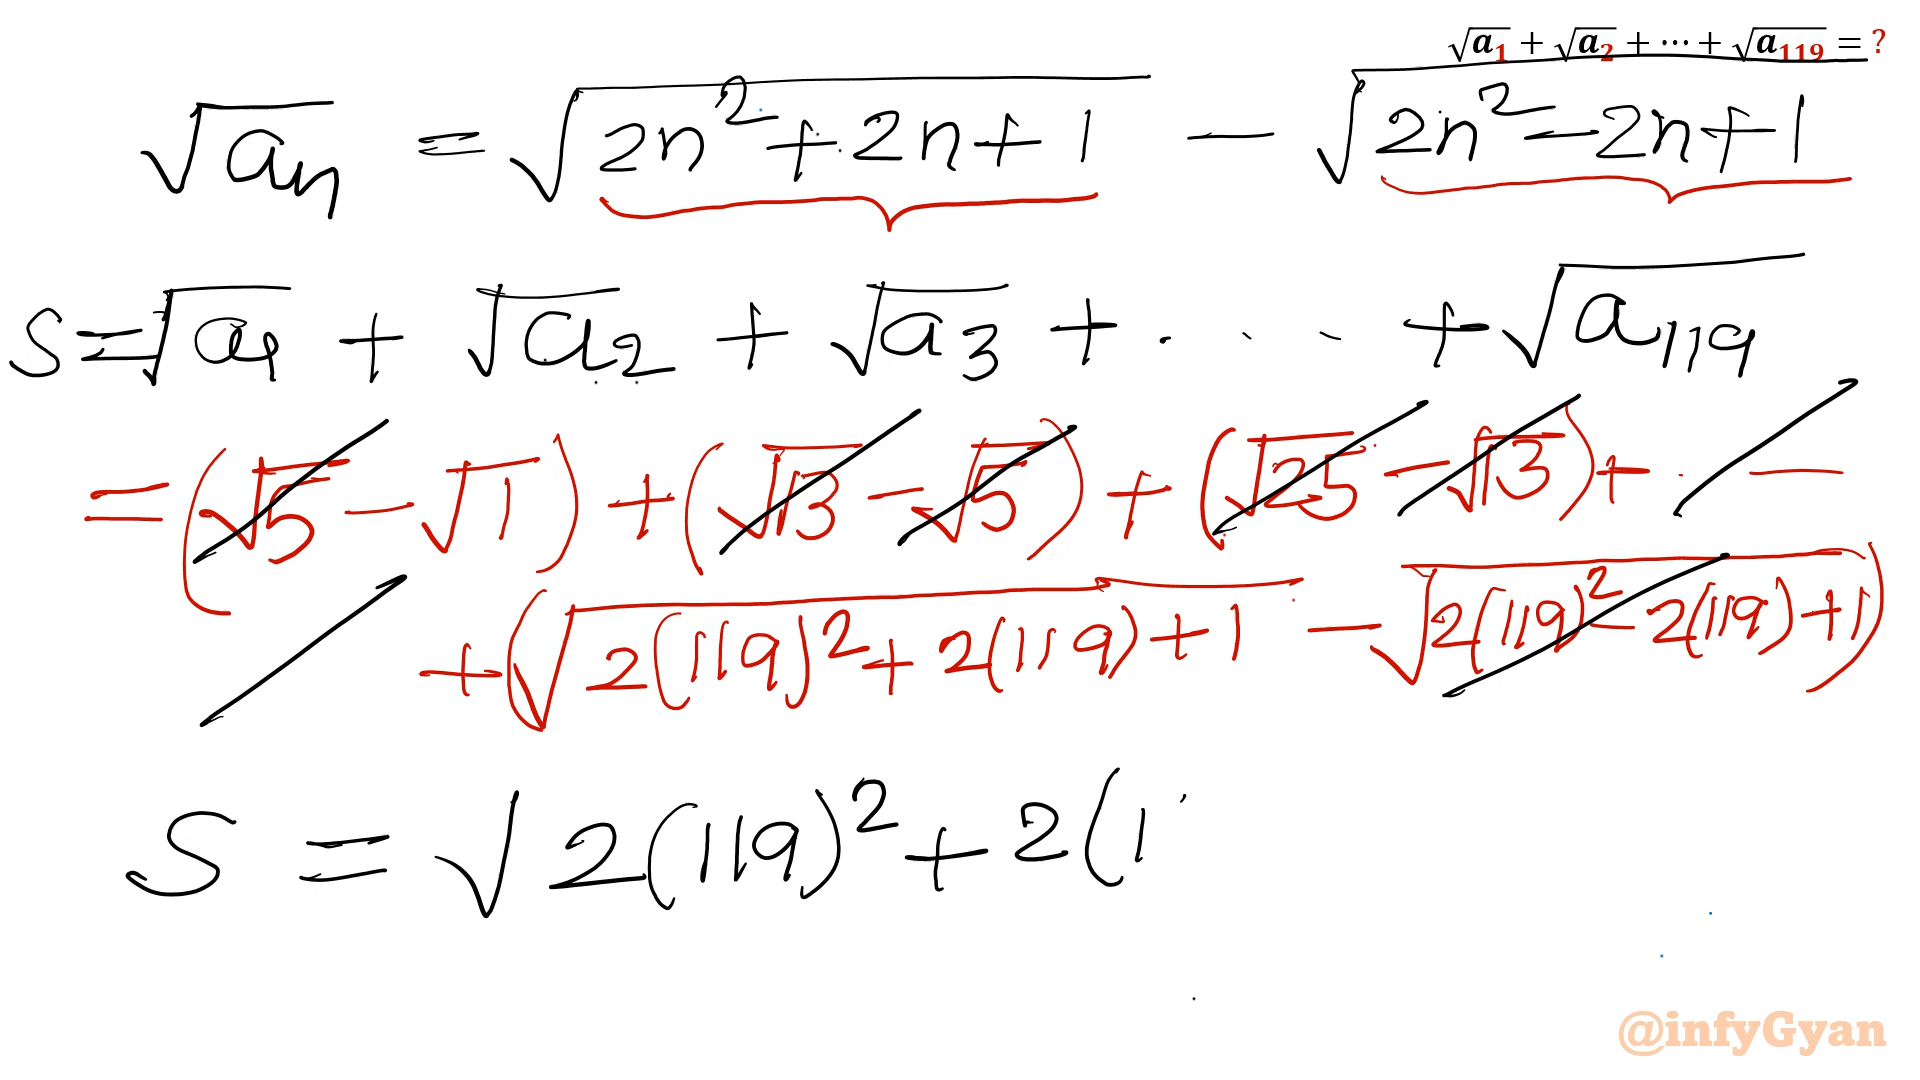 √a₁ + √a₂ + ⋯ + √a₁₁₉ = ?
√aₙ = √(2n² + 2n + 1) − √(2n² − 2n + 1)
S = √a₁ + √a₂ + √a₃ + . . . + √a₁₁₉
= (√5 − √1) + (√13 − √5) + (√25 − √13) + . −
+ (√(2(119)² + 2(119) + 1) − √(2(119)² − 2(119) + 1))
S = √2(119)² + 2(1
@infyGyan